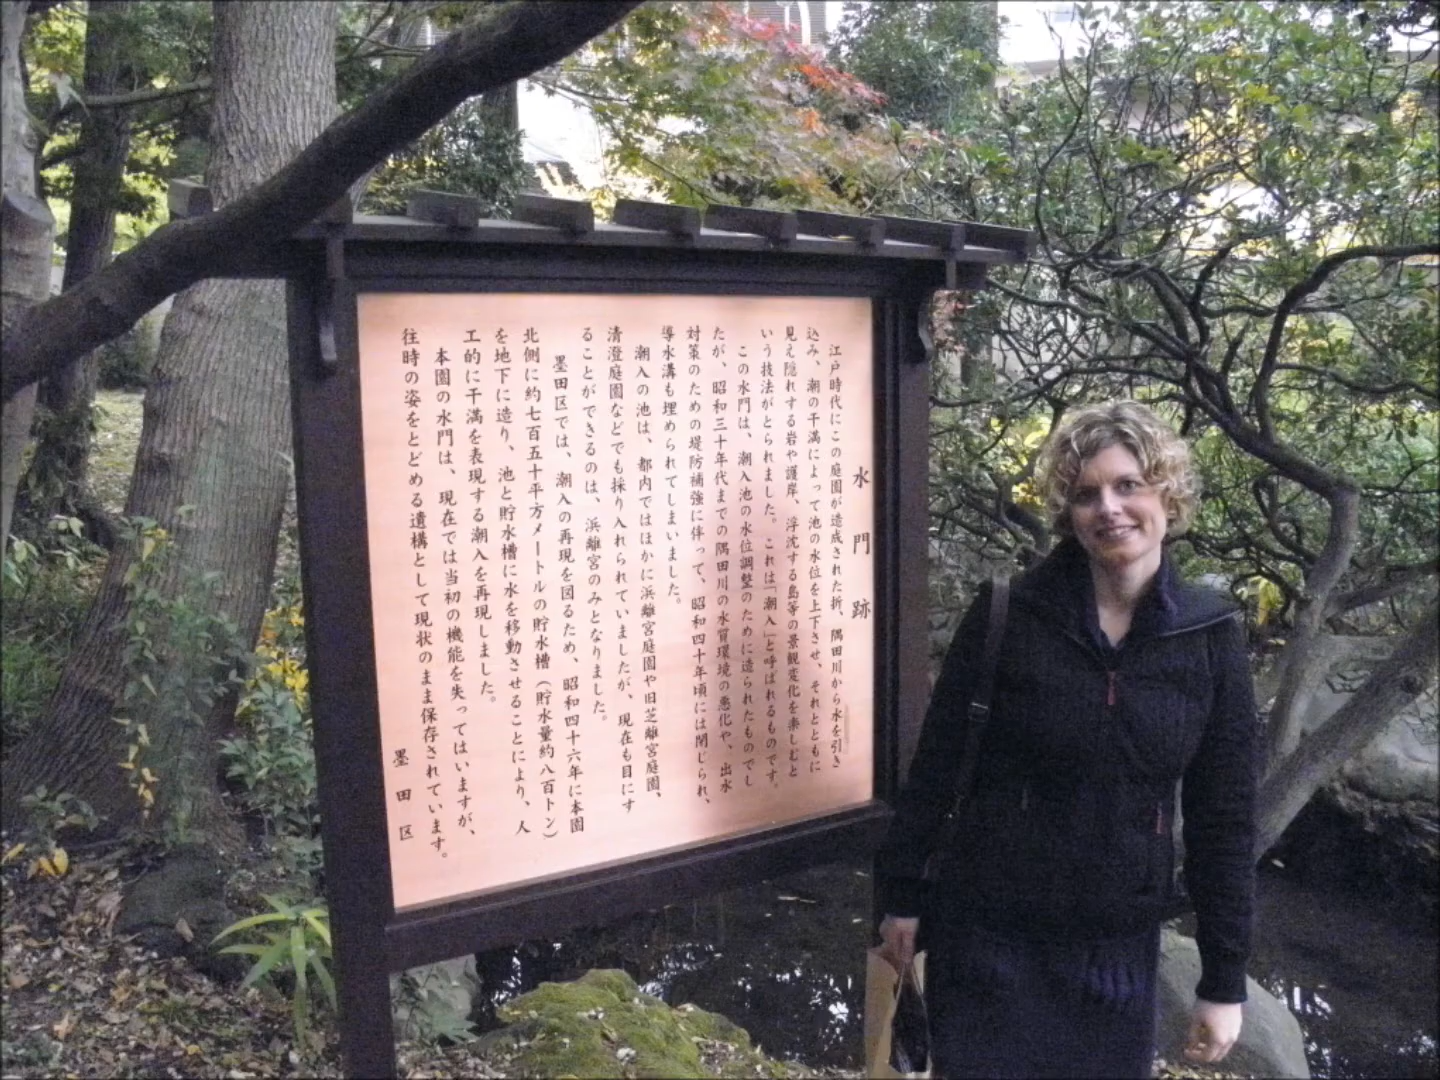 水門跡
江戸時代にこの庭園が造成された折、隅田川から水を引き
込み、潮の干満によって池の水位を上下させ、それとともに
見え隠れする岩や護岸、浮沈する島等の景観変化を楽しむと
いう技法がとられました。これは「潮入」と呼ばれるものです。
この水門は、潮入池の水位調整のために造られたものでし
たが、昭和三十年代までの隅田川の水質環境の悪化や、出水
対策のための堤防補強に伴って、昭和四十年頃には閉じられ、
導水溝も埋められてしまいました。
潮入の池は、都内ではほかに浜離宮庭園や旧芝離宮庭園、
清澄庭園などでも採り入れられていましたが、現在も目にす
ることができるのは、浜離宮のみとなりました。
墨田区では、潮入の再現を図るため、昭和四十六年に本園
北側に約七百五十平方メートルの貯水槽（貯水量約八百トン）
を地下に造り、池と貯水槽に水を移動させることにより、人
工的に干満を表現する潮入を再現しました。
本園の水門は、現在では当初の機能を失ってはいますが、
往時の姿をとどめる遺構として現状のまま保存されています。
墨田区